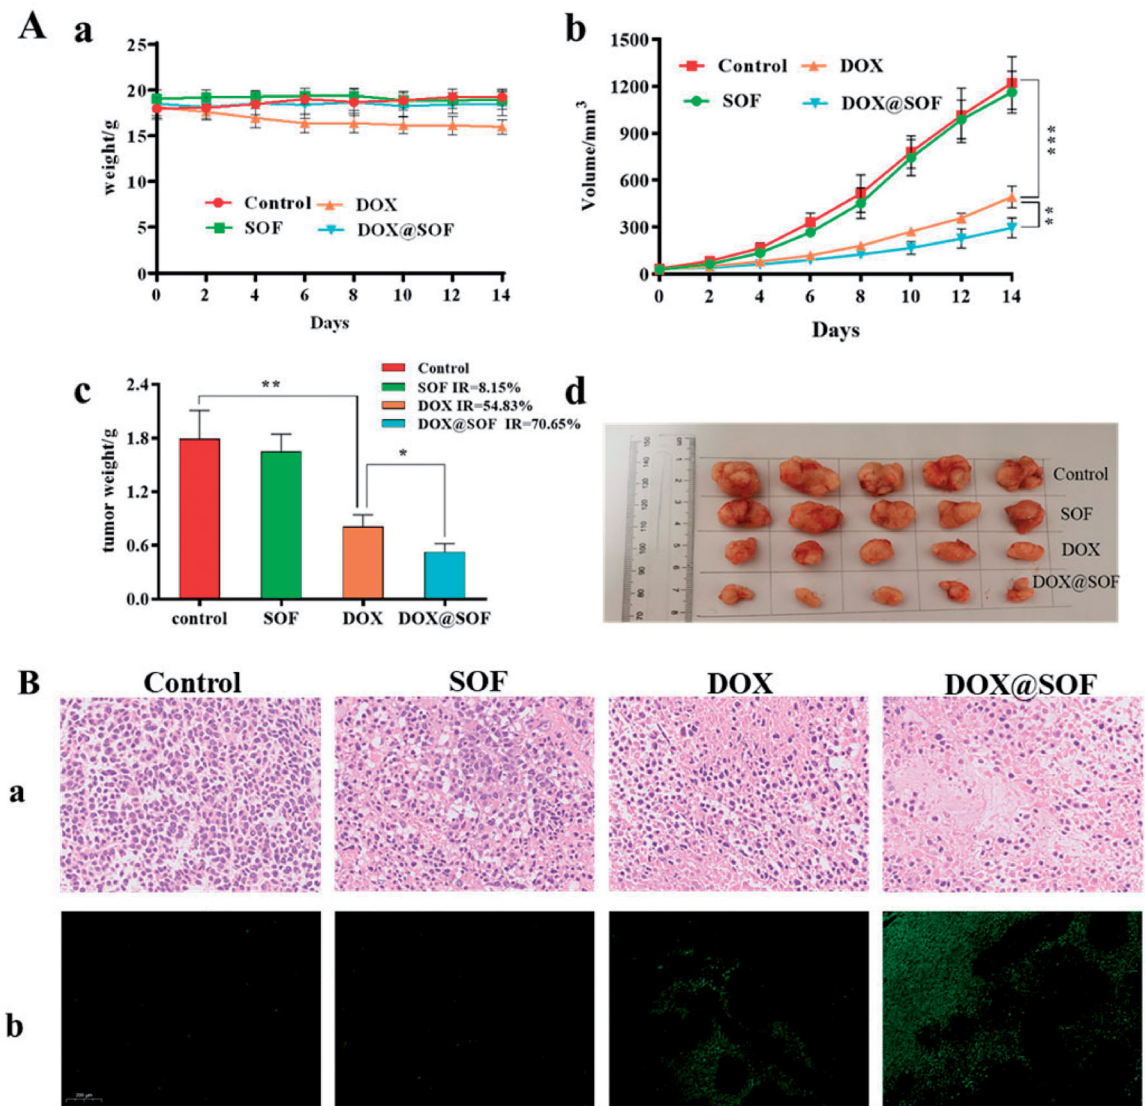 A
a
25
20
15
10
5
0
weight/g
Control
DOX
SOF
DOX@SOF
0 2 4 6 8 10 12 14
Days
b
1500
1200
900
600
300
0
Volume/mm³
Control
DOX
SOF
DOX@SOF
***
**
0 2 4 6 8 10 12 14
Days
c
2.4
1.8
1.2
0.6
0.0
tumor weight/g
**
*
Control
SOF IR=8.15%
DOX IR=54.83%
DOX@SOF IR=70.65%
control SOF DOX DOX@SOF
d
Control
SOF
DOX
DOX@SOF
B
Control SOF DOX DOX@SOF
a
b
200 μm